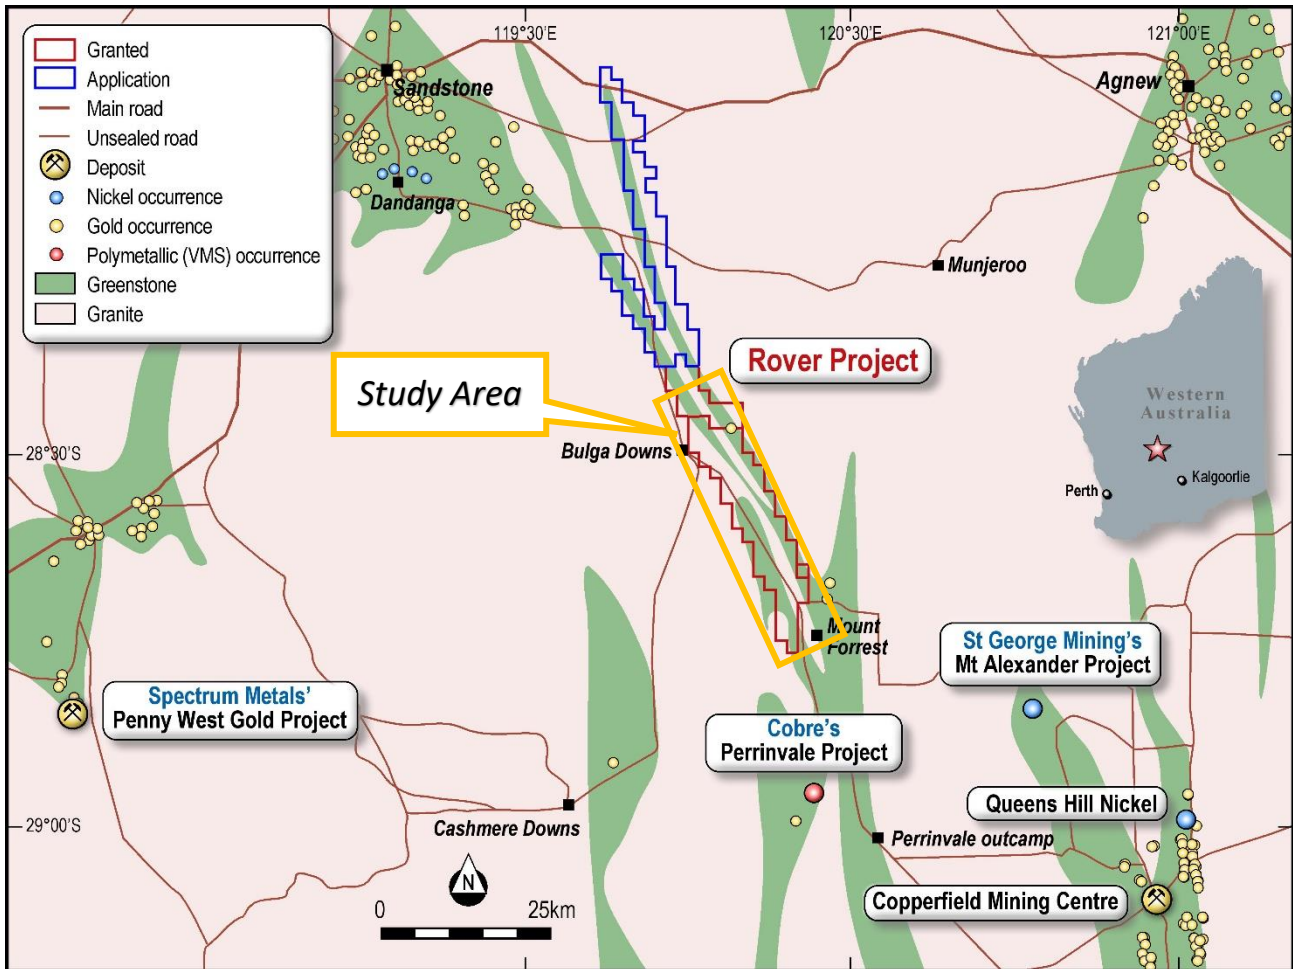 119°30'E
120°30'E
121°00'E
Granted
Application
Main road
Unsealed road
Deposit
Nickel occurrence
Gold occurrence
Polymetallic (VMS) occurrence
Greenstone
Granite
Sandstone
Agnew
Dandanga
Munjeroo
Rover Project
Study Area
Western
Australia
Bulga Downs
28°30'S
Perth
Kalgoorlie
Mount
Forrest
St George Mining's
Mt Alexander Project
Spectrum Metals'
Penny West Gold Project
Cobre's
Perrinvale Project
Queens Hill Nickel
29°00'S
Cashmere Downs
Perrinvale outcamp
N
Copperfield Mining Centre
0
25km